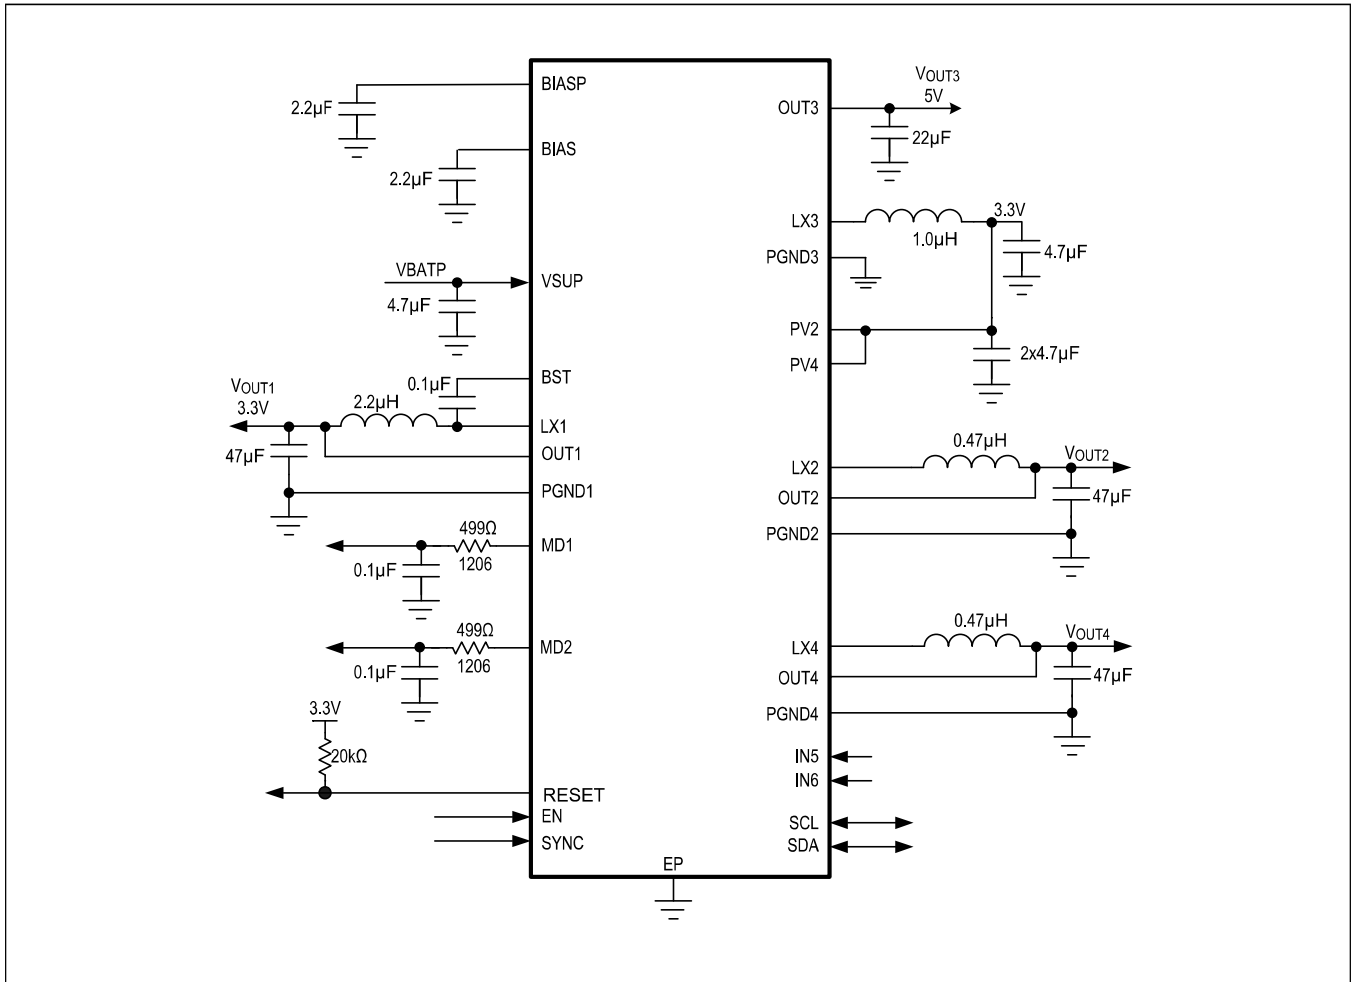 BIASP
2.2µF
BIAS
2.2µF
VBATP
VSUP
4.7µF
BST
0.1µF
VOUT1
3.3V
2.2µH
LX1
47µF
OUT1
PGND1
499Ω
MD1
0.1µF
1206
499Ω
MD2
0.1µF
1206
3.3V
20kΩ
RESET
EN
SYNC
EP
VOUT3
5V
OUT3
22µF
LX3
3.3V
1.0µH
4.7µF
PGND3
PV2
2x4.7µF
PV4
0.47µH
LX2
VOUT2
OUT2
47µF
PGND2
0.47µH
LX4
VOUT4
OUT4
47µF
PGND4
IN5
IN6
SCL
SDA